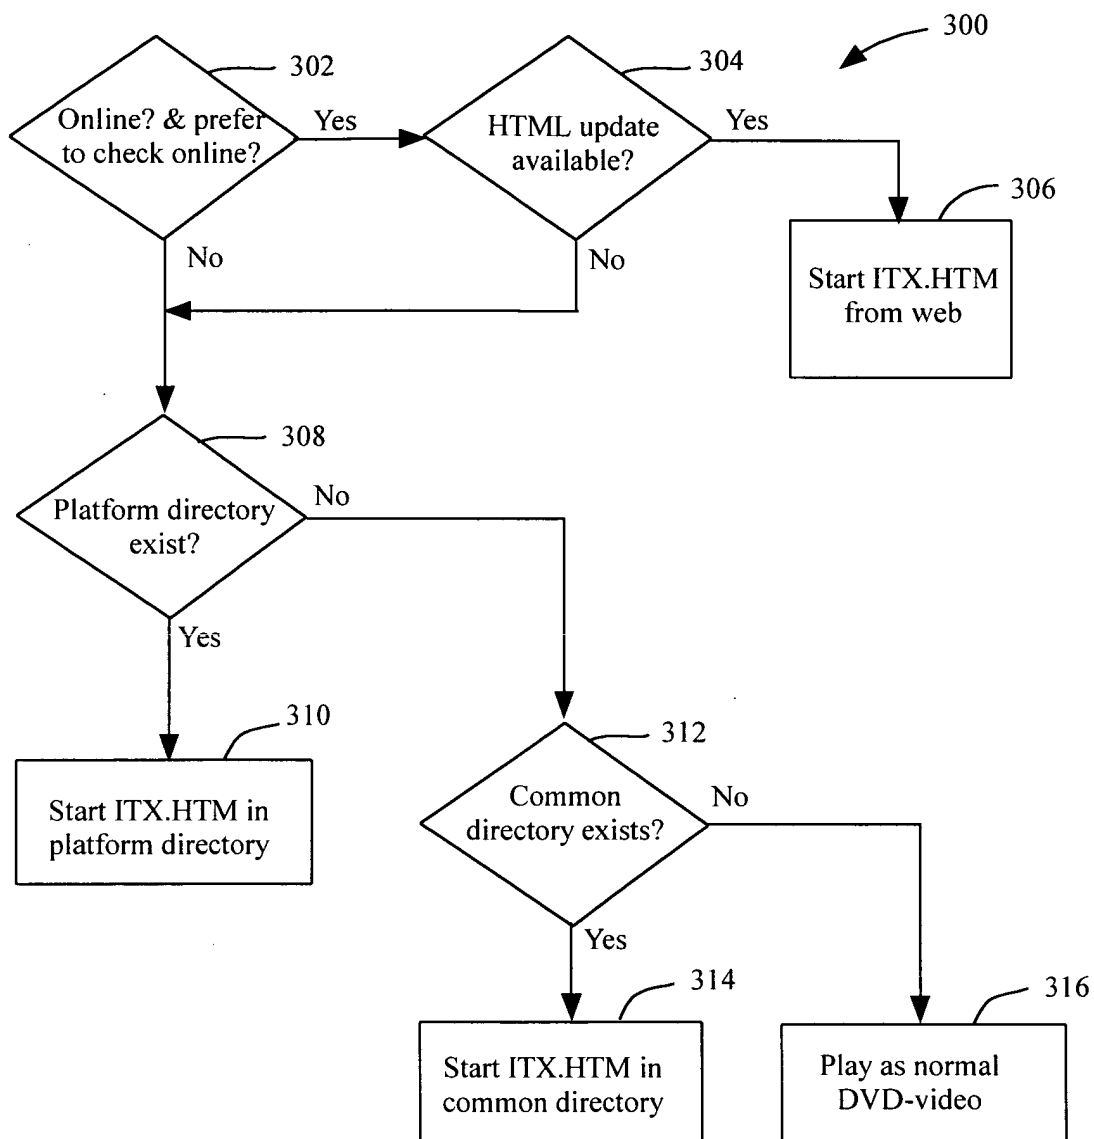 300
302
Online? & prefer
to check online?
Yes
304
HTML update
available?
Yes
306
Start ITX.HTM
from web
No
No
308
Platform directory
exist?
No
Yes
310
Start ITX.HTM in
platform directory
312
Common
directory exists?
No
Yes
314
Start ITX.HTM in
common directory
316
Play as normal
DVD-video